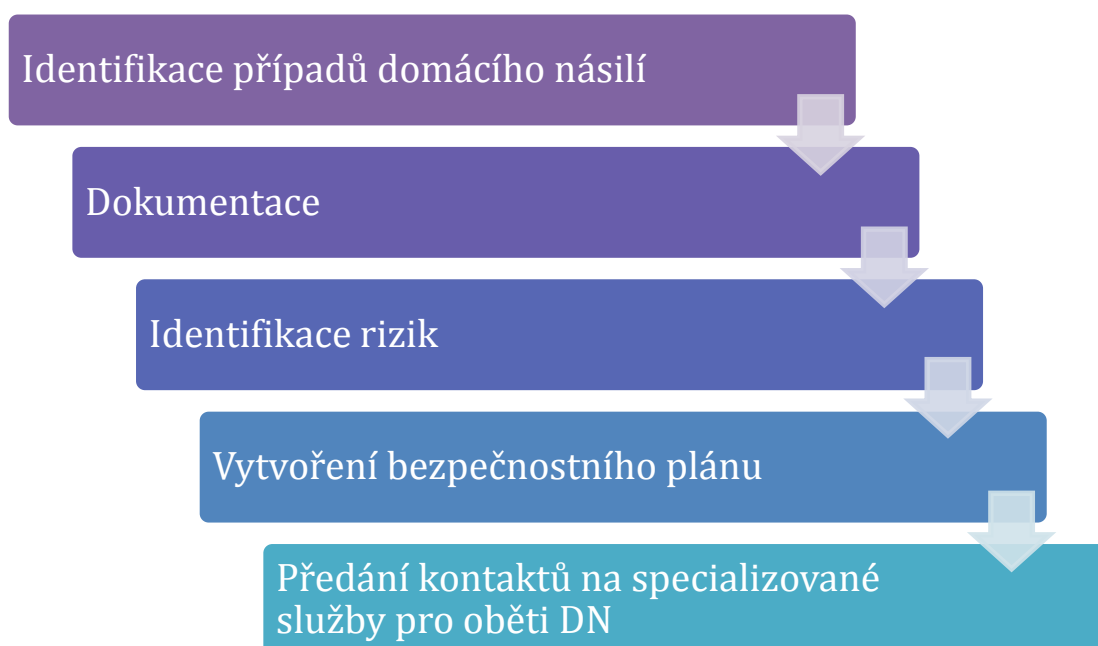 Identifikace případů domácího násilí
Dokumentace
Identifikace rizik
Vytvoření bezpečnostního plánu
Předání kontaktů na specializované
služby pro oběti DN